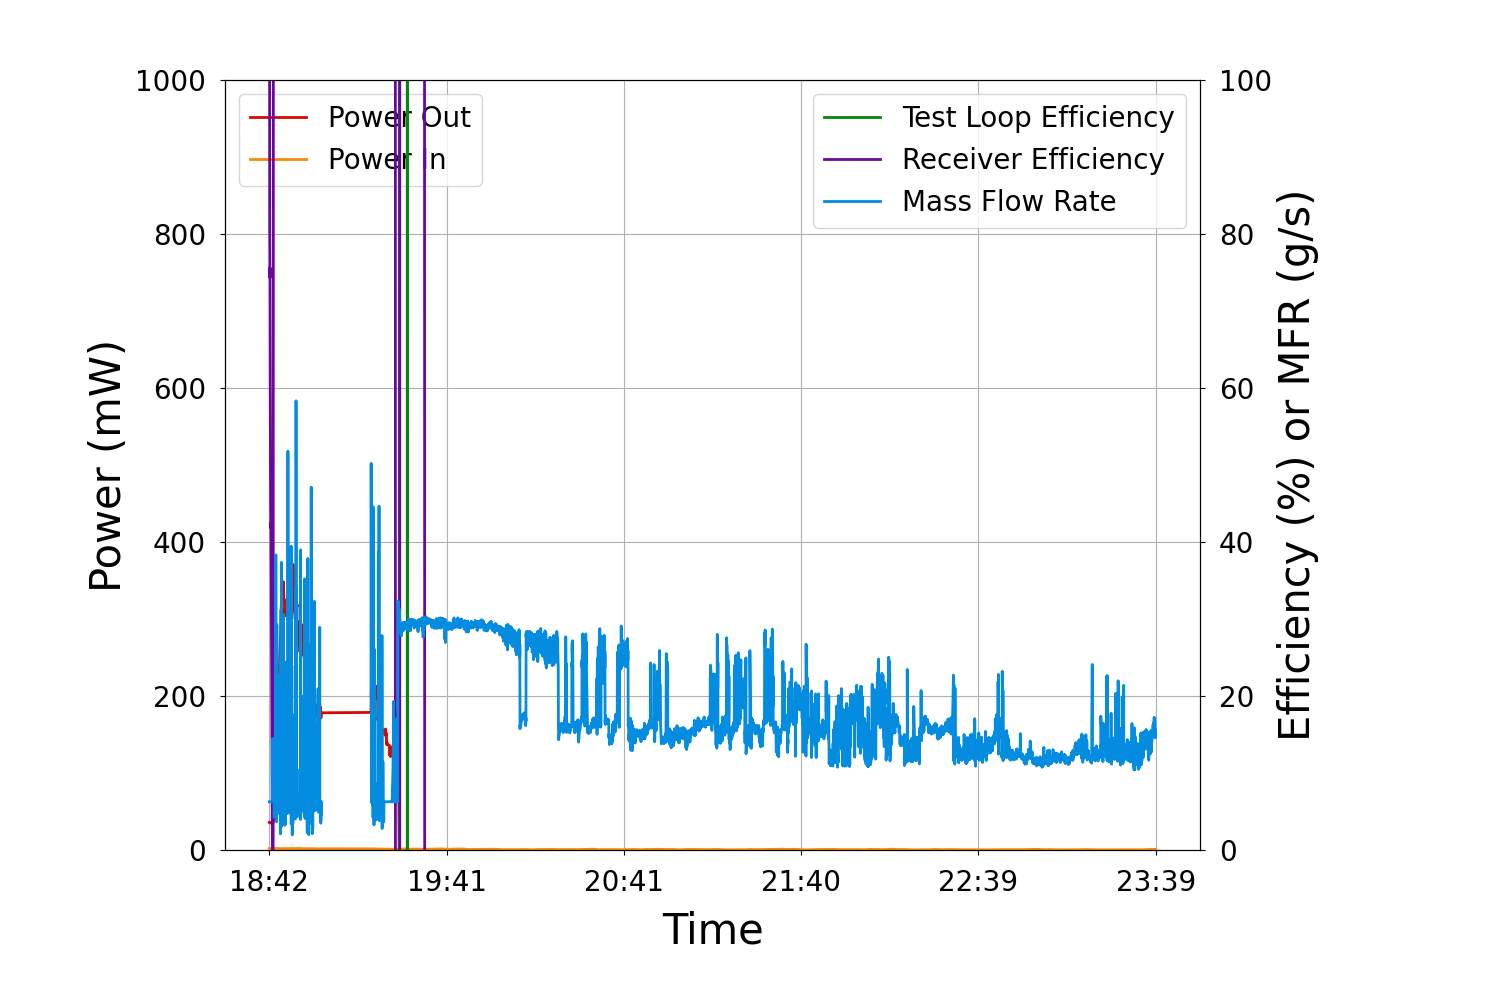 1000
800
600
400
200
0
Power (mW)
Power Out
Power In
Test Loop Efficiency
Receiver Efficiency
Mass Flow Rate
100
80
60
40
20
0
Efficiency (%) or MFR (g/s)
18:42 19:41 20:41 21:40 22:39 23:39
Time